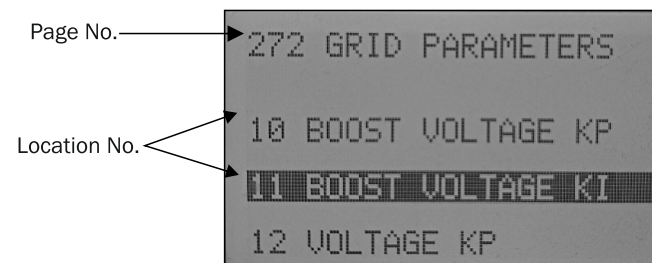 Page No.
272 GRID PARAMETERS
10 BOOST VOLTAGE KP
Location No.
11 BOOST VOLTAGE KI
12 VOLTAGE KP